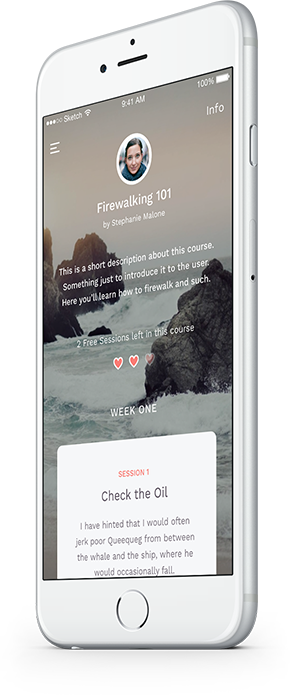 Sketch
9:41 AM
100%
Info
Firewalking 101
by Stephanie Malone
This is a short description about this course.
Something just to introduce it to the user.
Here you'll learn how to firewalk and such.
2 Free Sessions left in this course
WEEK ONE
SESSION 1
Check the Oil
I have hinted that I would often
jerk poor Queequeg from between
the whale and the ship, where he
would occasionally fall.